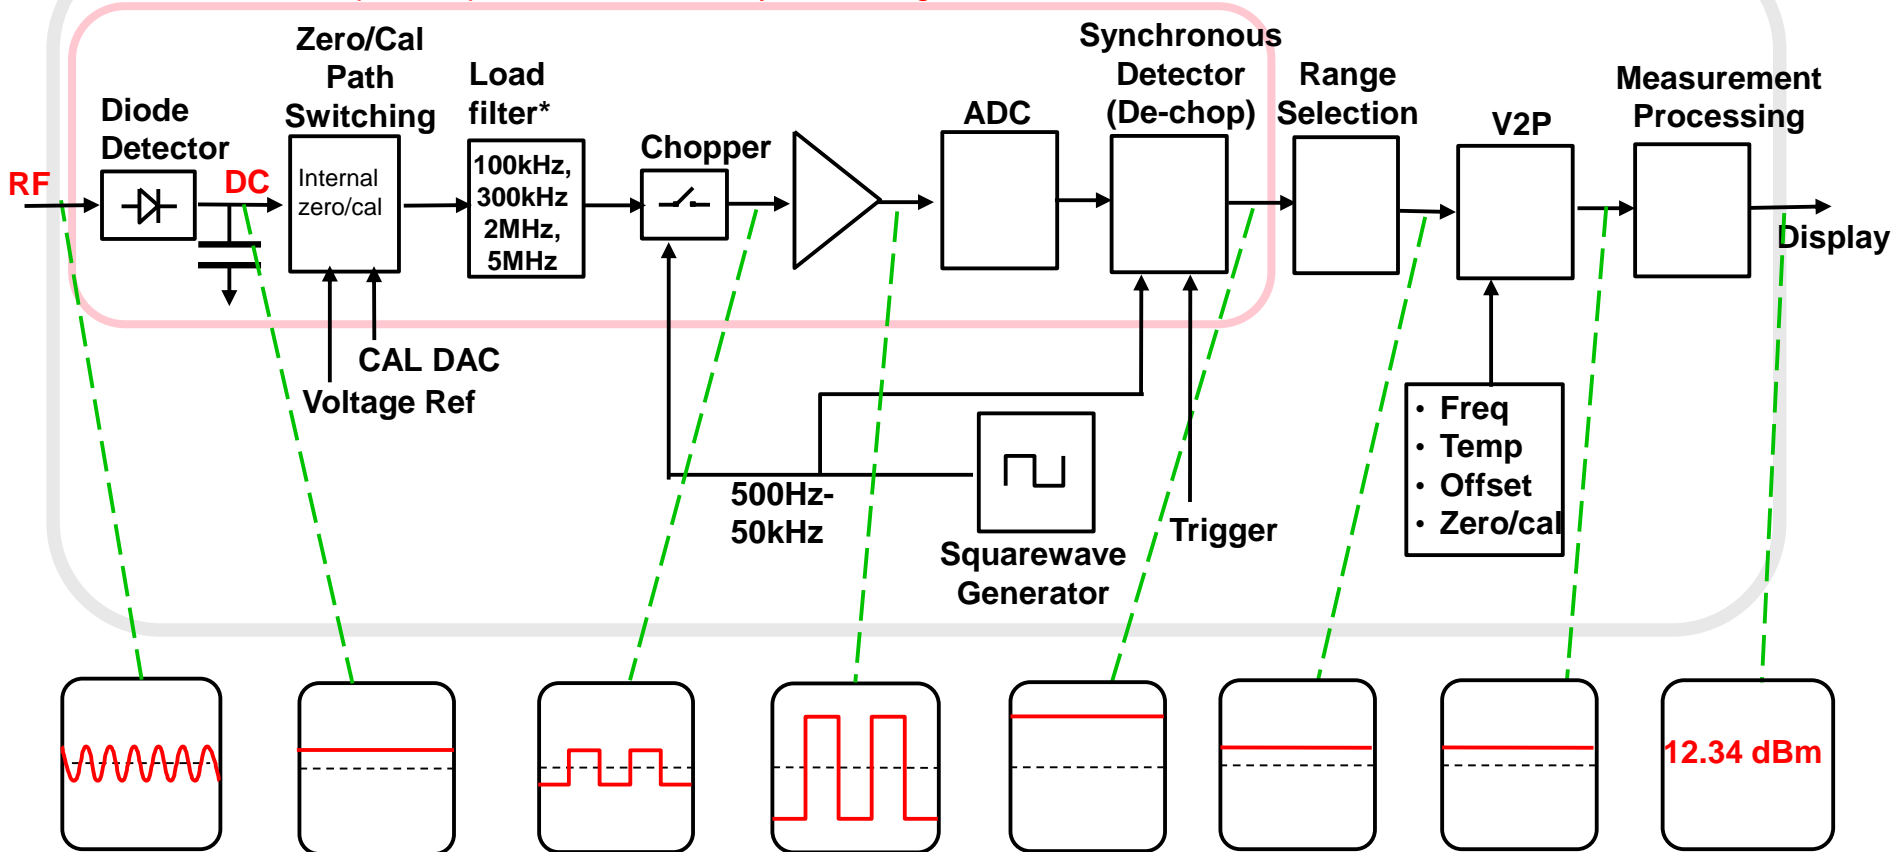 Zero/Cal
Path
Switching
Load
filter*
Synchronous
Detector
(De-chop)
Range
Selection
Measurement
Processing
Diode
Detector
Chopper
ADC
V2P
RF
DC
Internal
zero/cal
100kHz,
300kHz
2MHz,
5MHz
Display
CAL DAC
Voltage Ref
• Freq
• Temp
• Offset
• Zero/cal
500Hz-
50kHz
Trigger
Squarewave
Generator
12.34 dBm